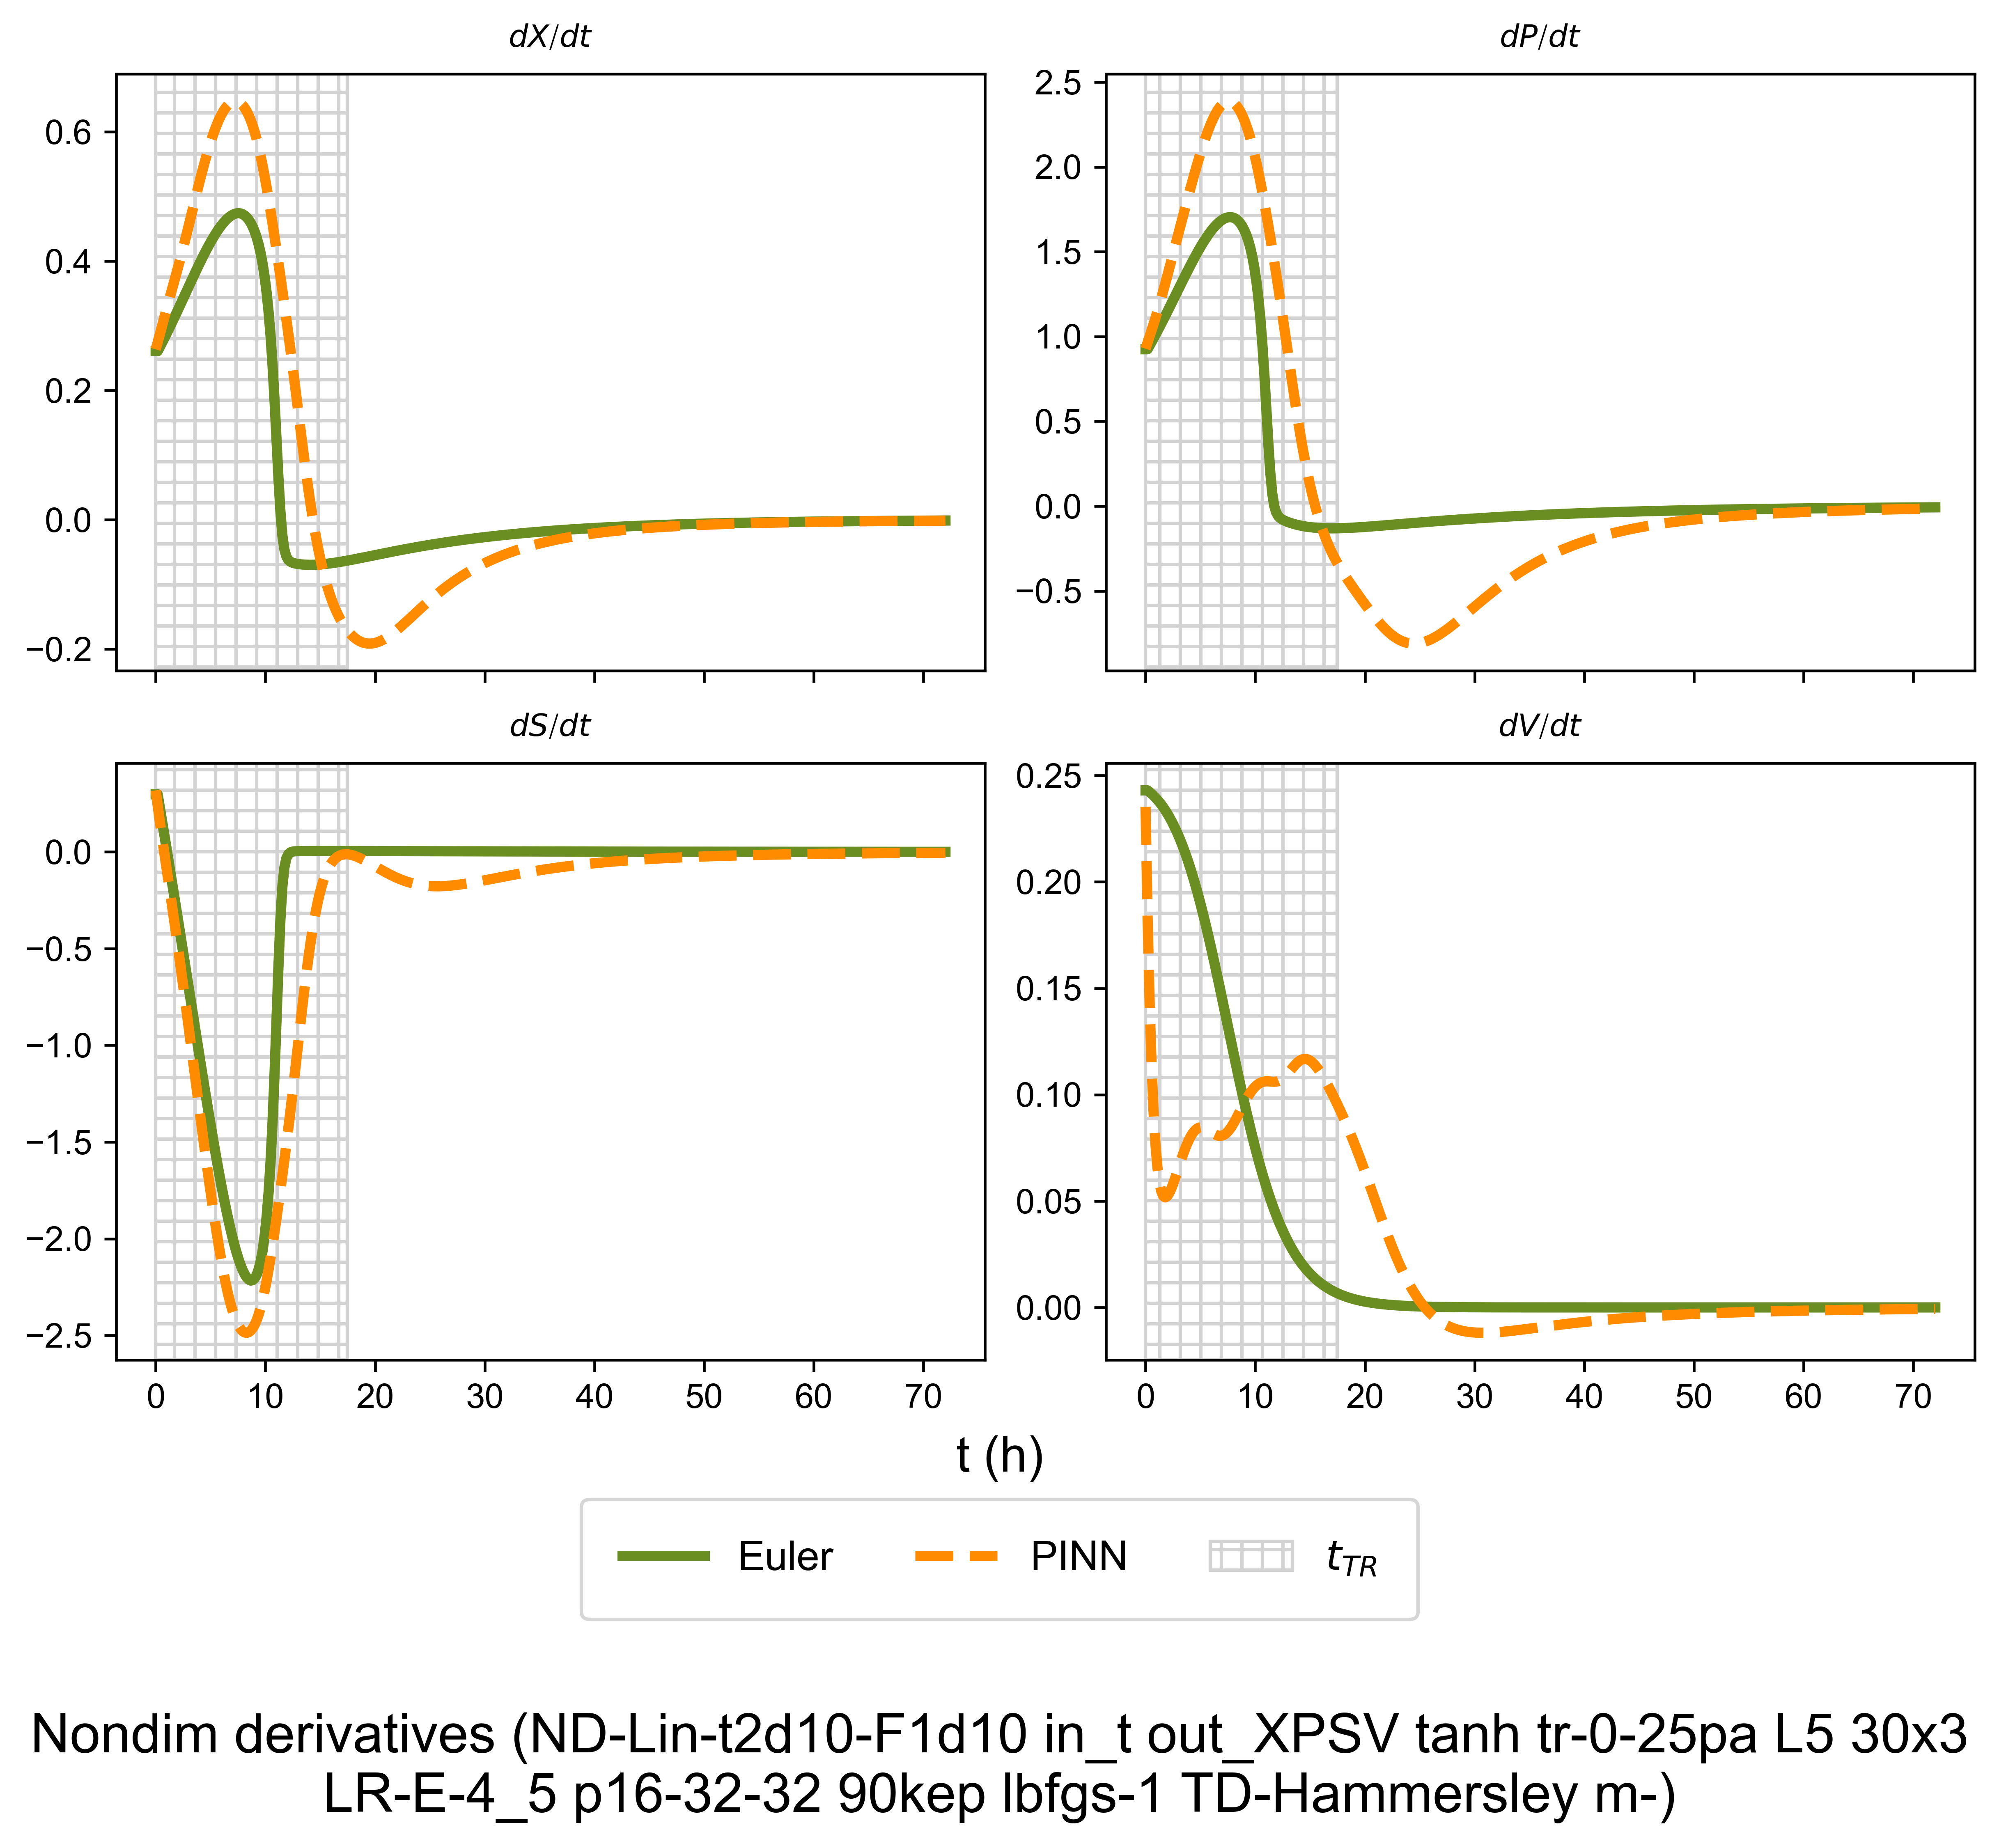 dX/dt
dP/dt
0.6
0.4
0.2
0.0
−0.2
2.5
2.0
1.5
1.0
0.5
0.0
−0.5
dS/dt
dV/dt
0.0
−0.5
−1.0
−1.5
−2.0
−2.5
0 10 20 30 40 50 60 70
0.25
0.20
0.15
0.10
0.05
0.00
0 10 20 30 40 50 60 70
t (h)
Euler PINN t_TR
Nondim derivatives (ND-Lin-t2d10-F1d10 in_t out_XPSV tanh tr-0-25pa L5 30x3
LR-E-4_5 p16-32-32 90kep lbfgs-1 TD-Hammersley m-)